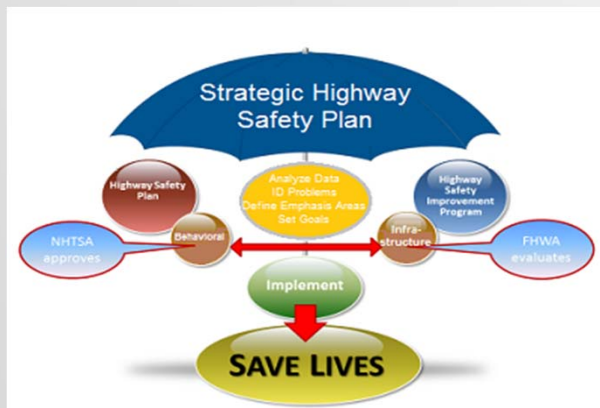 Strategic Highway
Safety Plan
Highway Safety
Plan
Analyze Data
ID Problems
Define Emphasis Areas
Set Goals
Highway
Safety
Improvement
Program
NHTSA
approves
Behavioral
Infra-
structure
FHWA
evaluates
Implement
SAVE LIVES